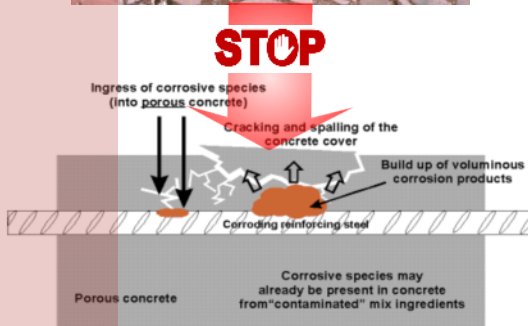 STOP
Ingress of corrosive species
(into porous concrete)
Cracking and spalling of the
concrete cover
Build up of voluminous
corrosion products
Corroding reinforcing steel
Corrosive species may
already be present in concrete
from"contaminated" mix ingredients
Porous concrete